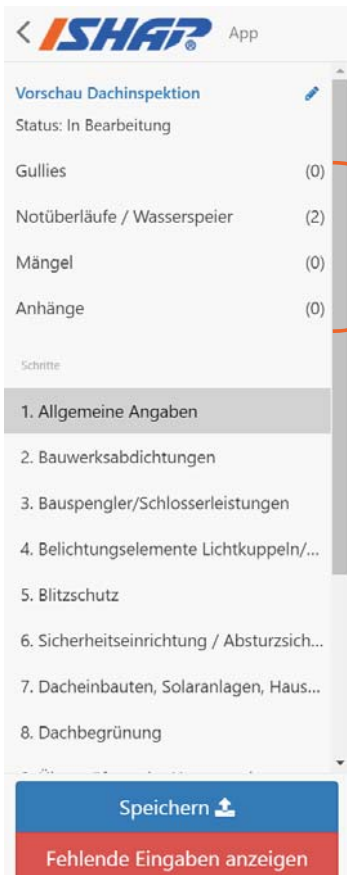 ISHAP® App
Vorschau Dachinspektion
Status: In Bearbeitung
Gullies (0)
Notüberläufe / Wasserspeier (2)
Mängel (0)
Anhänge (0)
Schritte
1. Allgemeine Angaben
2. Bauwerksabdichtungen
3. Bauspengler/Schlosserleistungen
4. Belichtungselemente Lichtkuppeln/...
5. Blitzschutz
6. Sicherheitseinrichtung / Absturzsich...
7. Dacheinbauten, Solaranlagen, Haus...
8. Dachbegrünung
Speichern
Fehlende Eingaben anzeigen